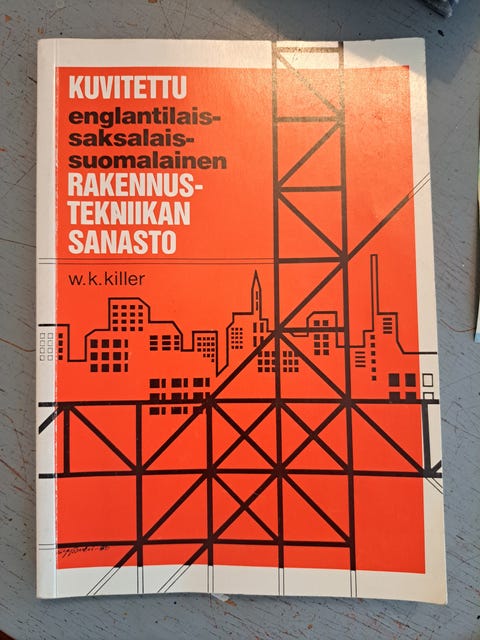 KUVITETTU
englantilais-
saksalais-
suomalainen
RAKENNUS-
TEKNIIKAN
SANASTO
w.k.killer